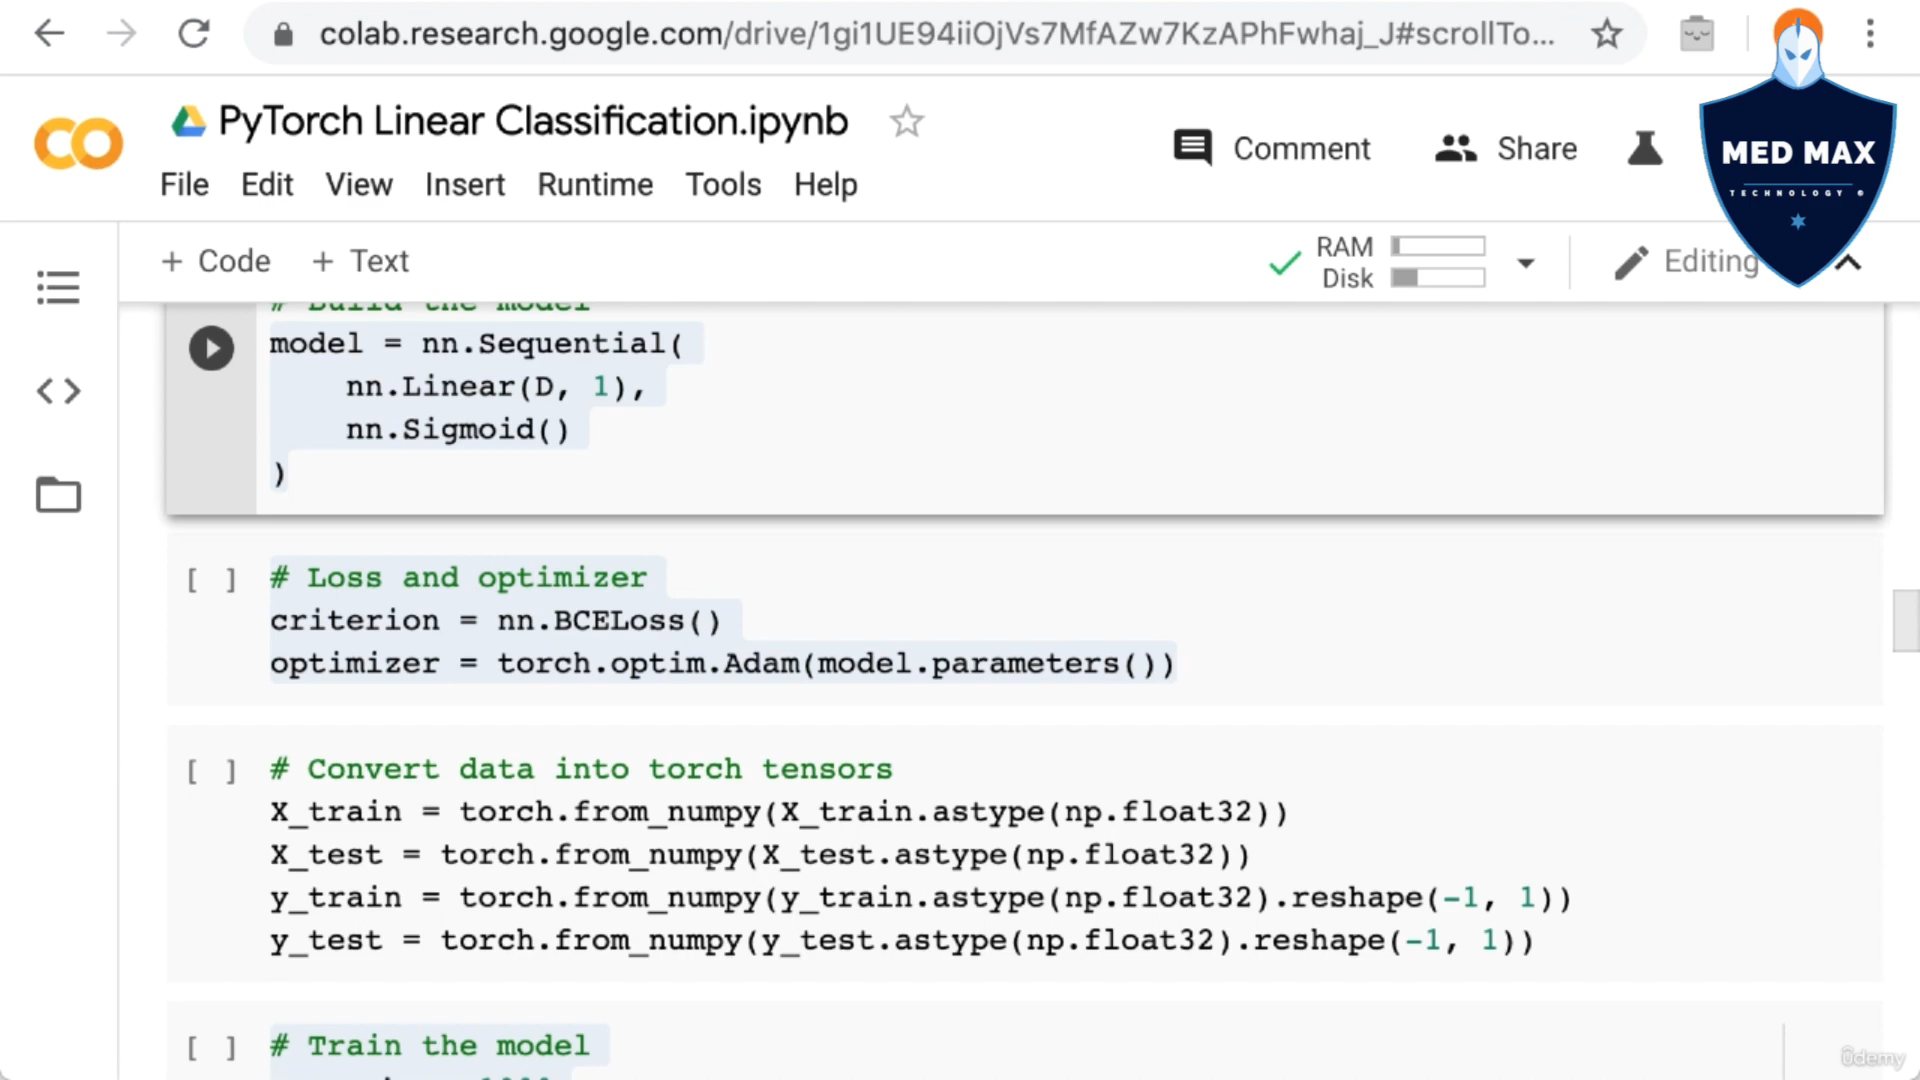 colab.research.google.com/drive/1gi1UE94iiOjVs7MfAZw7KzAPhFwhaj_J#scrollTo...
PyTorch Linear Classification.ipynb
Comment
Share
MED MAX
TECHNOLOGY
File Edit View Insert Runtime Tools Help
+ Code + Text
RAM
Disk
Editing
# Build the model
model = nn.Sequential(
    nn.Linear(D, 1),
    nn.Sigmoid()
)
[ ] # Loss and optimizer
criterion = nn.BCELoss()
optimizer = torch.optim.Adam(model.parameters())
[ ] # Convert data into torch tensors
X_train = torch.from_numpy(X_train.astype(np.float32))
X_test = torch.from_numpy(X_test.astype(np.float32))
y_train = torch.from_numpy(y_train.astype(np.float32).reshape(-1, 1))
y_test = torch.from_numpy(y_test.astype(np.float32).reshape(-1, 1))
[ ] # Train the model
udemy